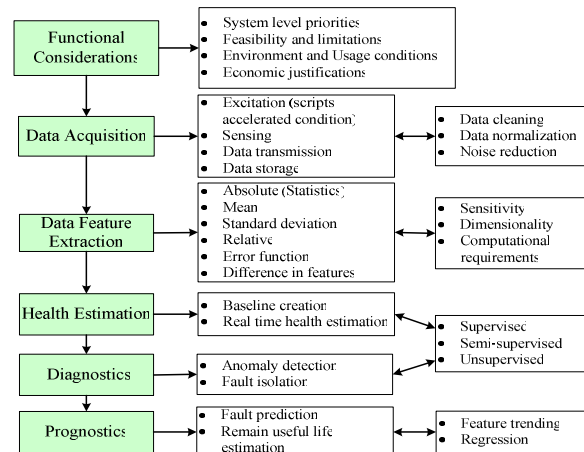 Functional
Considerations
System level priorities
Feasibility and limitations
Environment and Usage conditions
Economic justifications
Data Acquisition
Excitation (scripts
accelerated condition)
Sensing
Data transmission
Data storage
Data cleaning
Data normalization
Noise reduction
Data Feature
Extraction
Absolute (Statistics)
Mean
Standard deviation
Relative
Error function
Difference in features
Sensitivity
Dimensionality
Computational
requirements
Health Estimation
Baseline creation
Real time health estimation
Supervised
Semi-supervised
Unsupervised
Diagnostics
Anomaly detection
Fault isolation
Prognostics
Fault prediction
Remain useful life
estimation
Feature trending
Regression